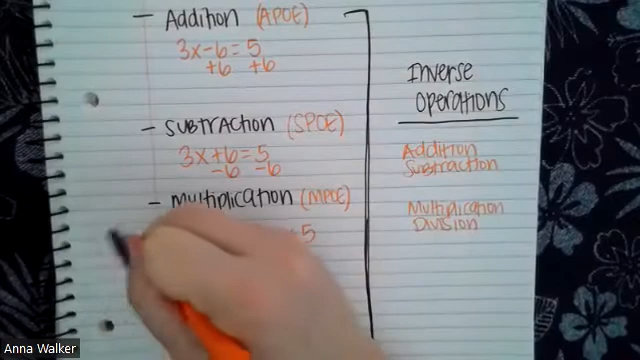 - Addition (APOE)
3x-6=5
+6 +6
- Subtraction (SPOE)
3x+6=5
-6 -6
- Multiplication (MPOE)
5
Inverse
Operations
Addition
Subtraction
Multiplication
Division
Anna Walker